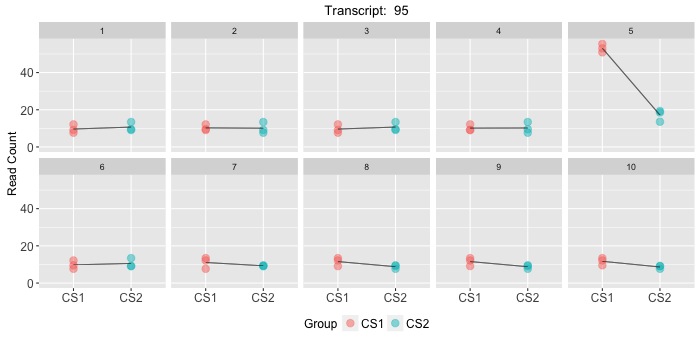 Transcript: 95
1 2 3 4 5
Read Count
40
20
0
6 7 8 9 10
40
20
0
CS1 CS2 CS1 CS2 CS1 CS2 CS1 CS2 CS1 CS2
Group CS1 CS2